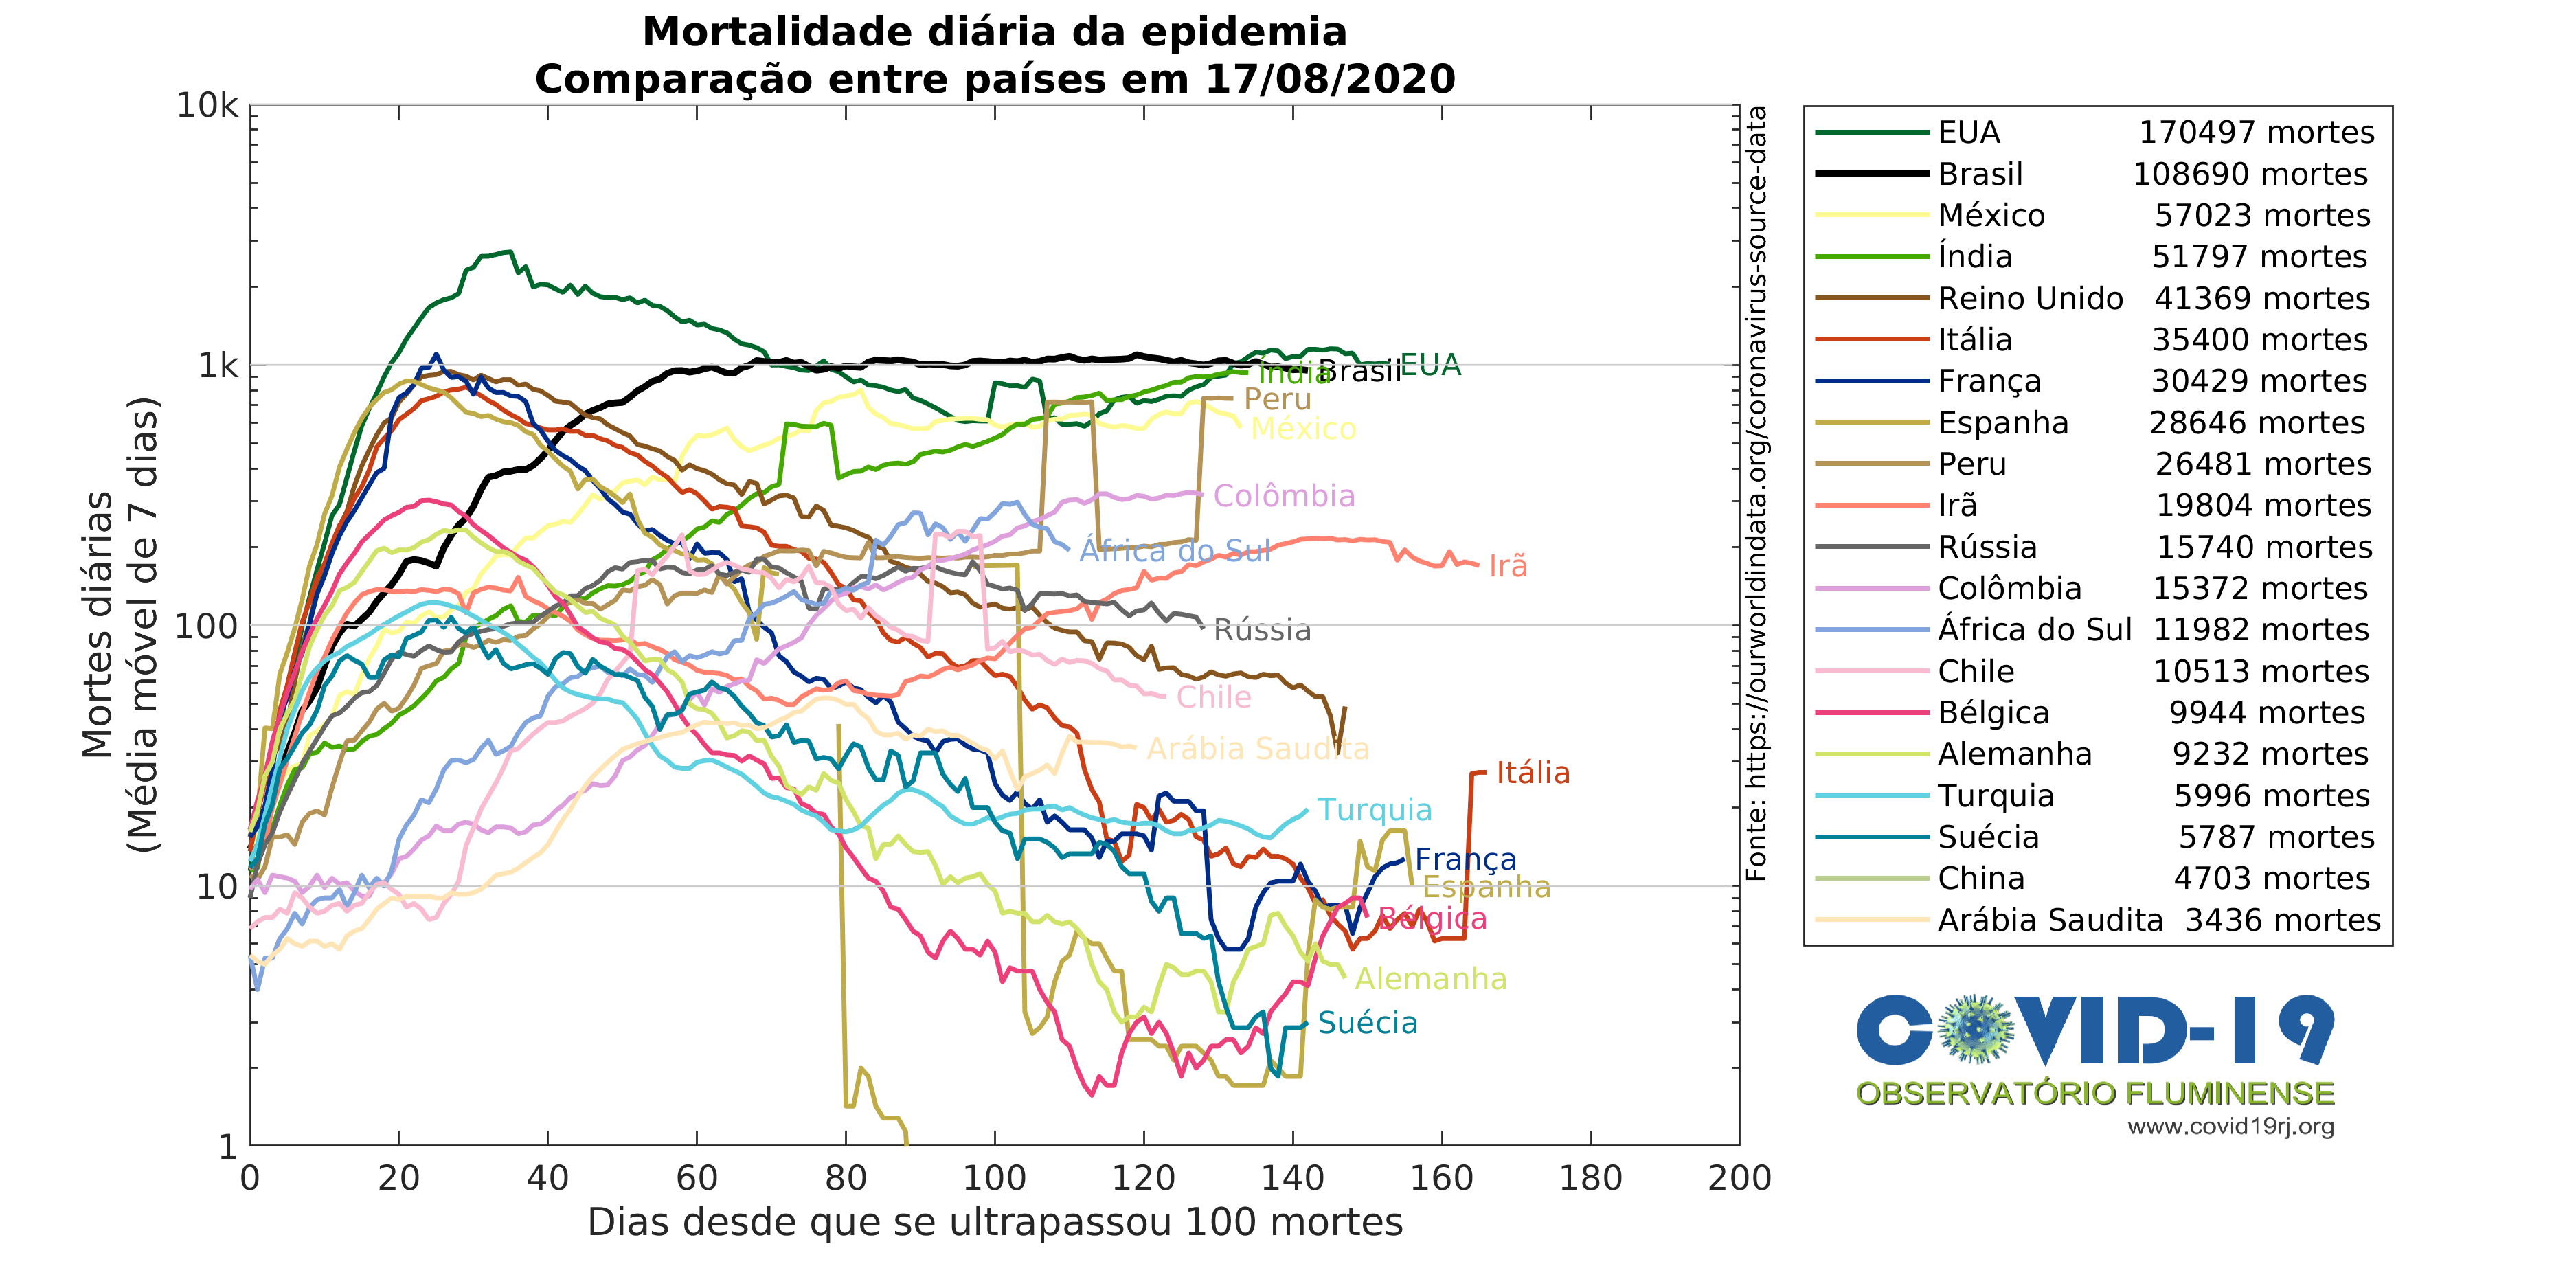 Mortalidade diária da epidemia
Comparação entre países em 17/08/2020
Mortes diárias
(Média móvel de 7 dias)
10k
1k
100
10
1
0 20 40 60 80 100 120 140 160 180 200
Dias desde que se ultrapassou 100 mortes
EUA
Brasil
Índia
Peru
México
Colômbia
África do Sul
Irã
Rússia
Chile
Arábia Saudita
Itália
Turquia
França
Espanha
Bélgica
Alemanha
Suécia
Fonte: https://ourworldindata.org/coronavirus-source-data
EUA 170497 mortes
Brasil 108690 mortes
México 57023 mortes
Índia 51797 mortes
Reino Unido 41369 mortes
Itália 35400 mortes
França 30429 mortes
Espanha 28646 mortes
Peru 26481 mortes
Irã 19804 mortes
Rússia 15740 mortes
Colômbia 15372 mortes
África do Sul 11982 mortes
Chile 10513 mortes
Bélgica 9944 mortes
Alemanha 9232 mortes
Turquia 5996 mortes
Suécia 5787 mortes
China 4703 mortes
Arábia Saudita 3436 mortes
COVID-19
OBSERVATÓRIO FLUMINENSE
www.covid19rj.org